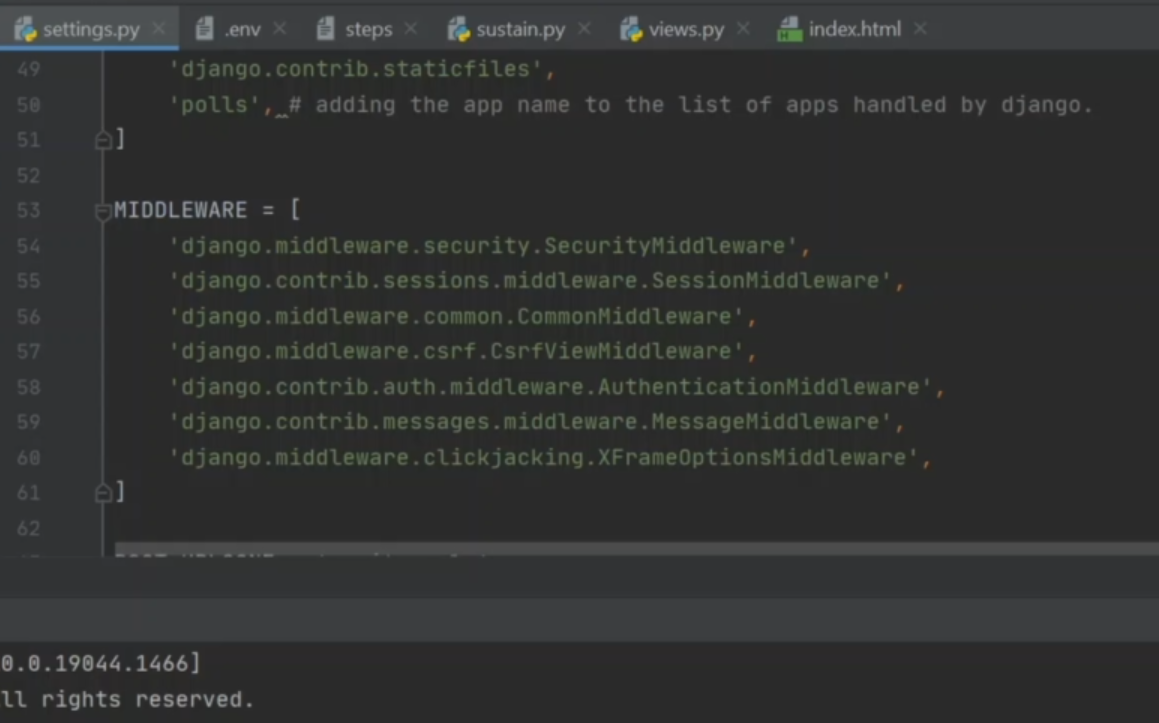 settings.py .env steps sustain.py views.py index.html
49 'django.contrib.staticfiles',
50 'polls', # adding the app name to the list of apps handled by django.
51 ]
52
53 MIDDLEWARE = [
54 'django.middleware.security.SecurityMiddleware',
55 'django.contrib.sessions.middleware.SessionMiddleware',
56 'django.middleware.common.CommonMiddleware',
57 'django.middleware.csrf.CsrfViewMiddleware',
58 'django.contrib.auth.middleware.AuthenticationMiddleware',
59 'django.contrib.messages.middleware.MessageMiddleware',
60 'django.middleware.clickjacking.XFrameOptionsMiddleware',
61 ]
62
0.0.19044.1466]
ll rights reserved.